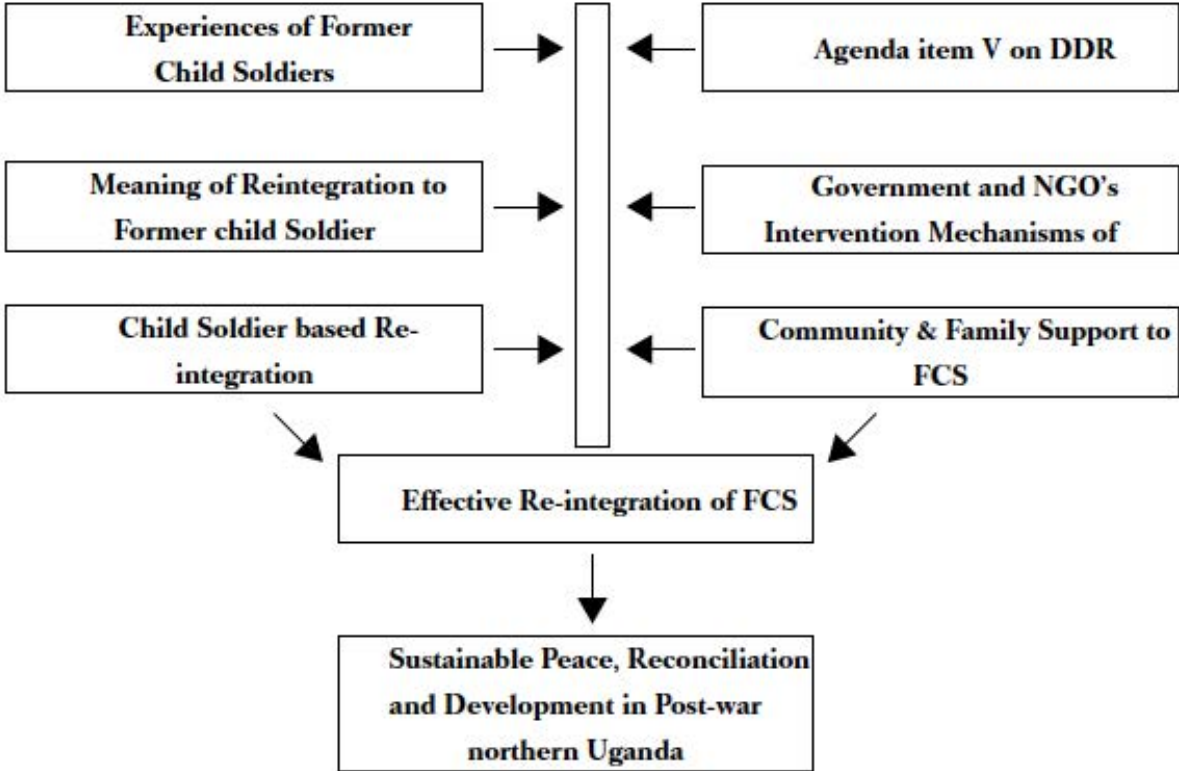 Experiences of Former
Child Soldiers
Agenda item V on DDR
Meaning of Reintegration to
Former child Soldier
Government and NGO's
Intervention Mechanisms of
Child Soldier based Re-
integration
Community & Family Support to
FCS
Effective Re-integration of FCS
Sustainable Peace, Reconciliation
and Development in Post-war
northern Uganda